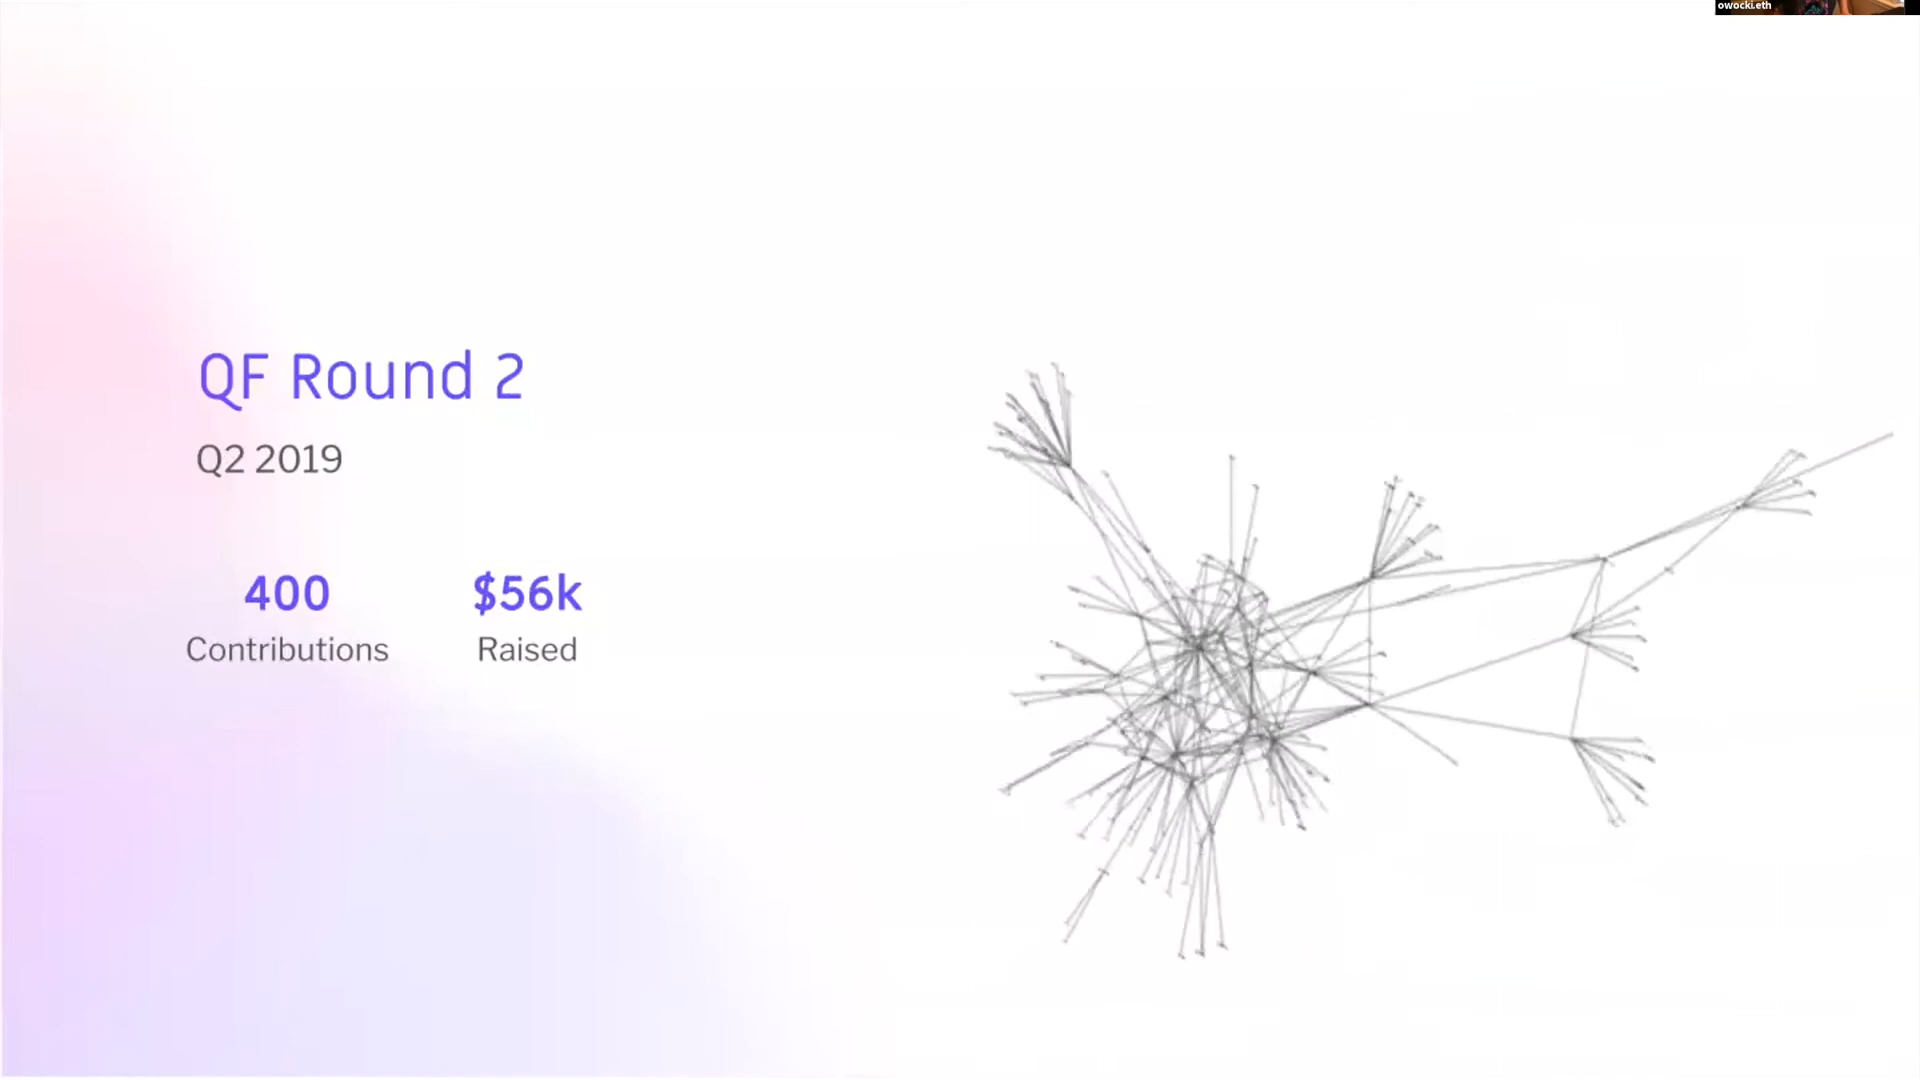 owocki.eth
QF Round 2
Q2 2019
400 $56k
Contributions Raised